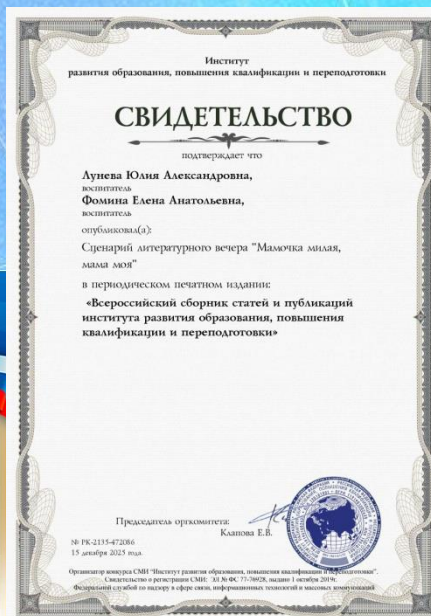 Институт
развития образования, повышения квалификации и переподготовки
СВИДЕТЕЛЬСТВО
подтверждает что
Лунева Юлия Александровна,
воспитатель
Фомина Елена Анатольевна,
воспитатель
опубликовал(а):
Сценарий литературного вечера "Мамочка милая,
мама моя"
в периодическом печатном издании:
«Всероссийский сборник статей и публикаций
института развития образования, повышения
квалификации и переподготовки»
Председатель оргкомитета:
Клапова Е.В.
№ РК-2135-472086
15 декабря 2025 года.
Организатор конкурса СМИ "Институт развития образования, повышения квалификации и переподготовки".
Свидетельство о регистрации СМИ: ЭЛ № ФС 77-76928, выдано 1 октября 2019г.
Федеральной службой по надзору в сфере связи, информационных технологий и массовых коммуникаций